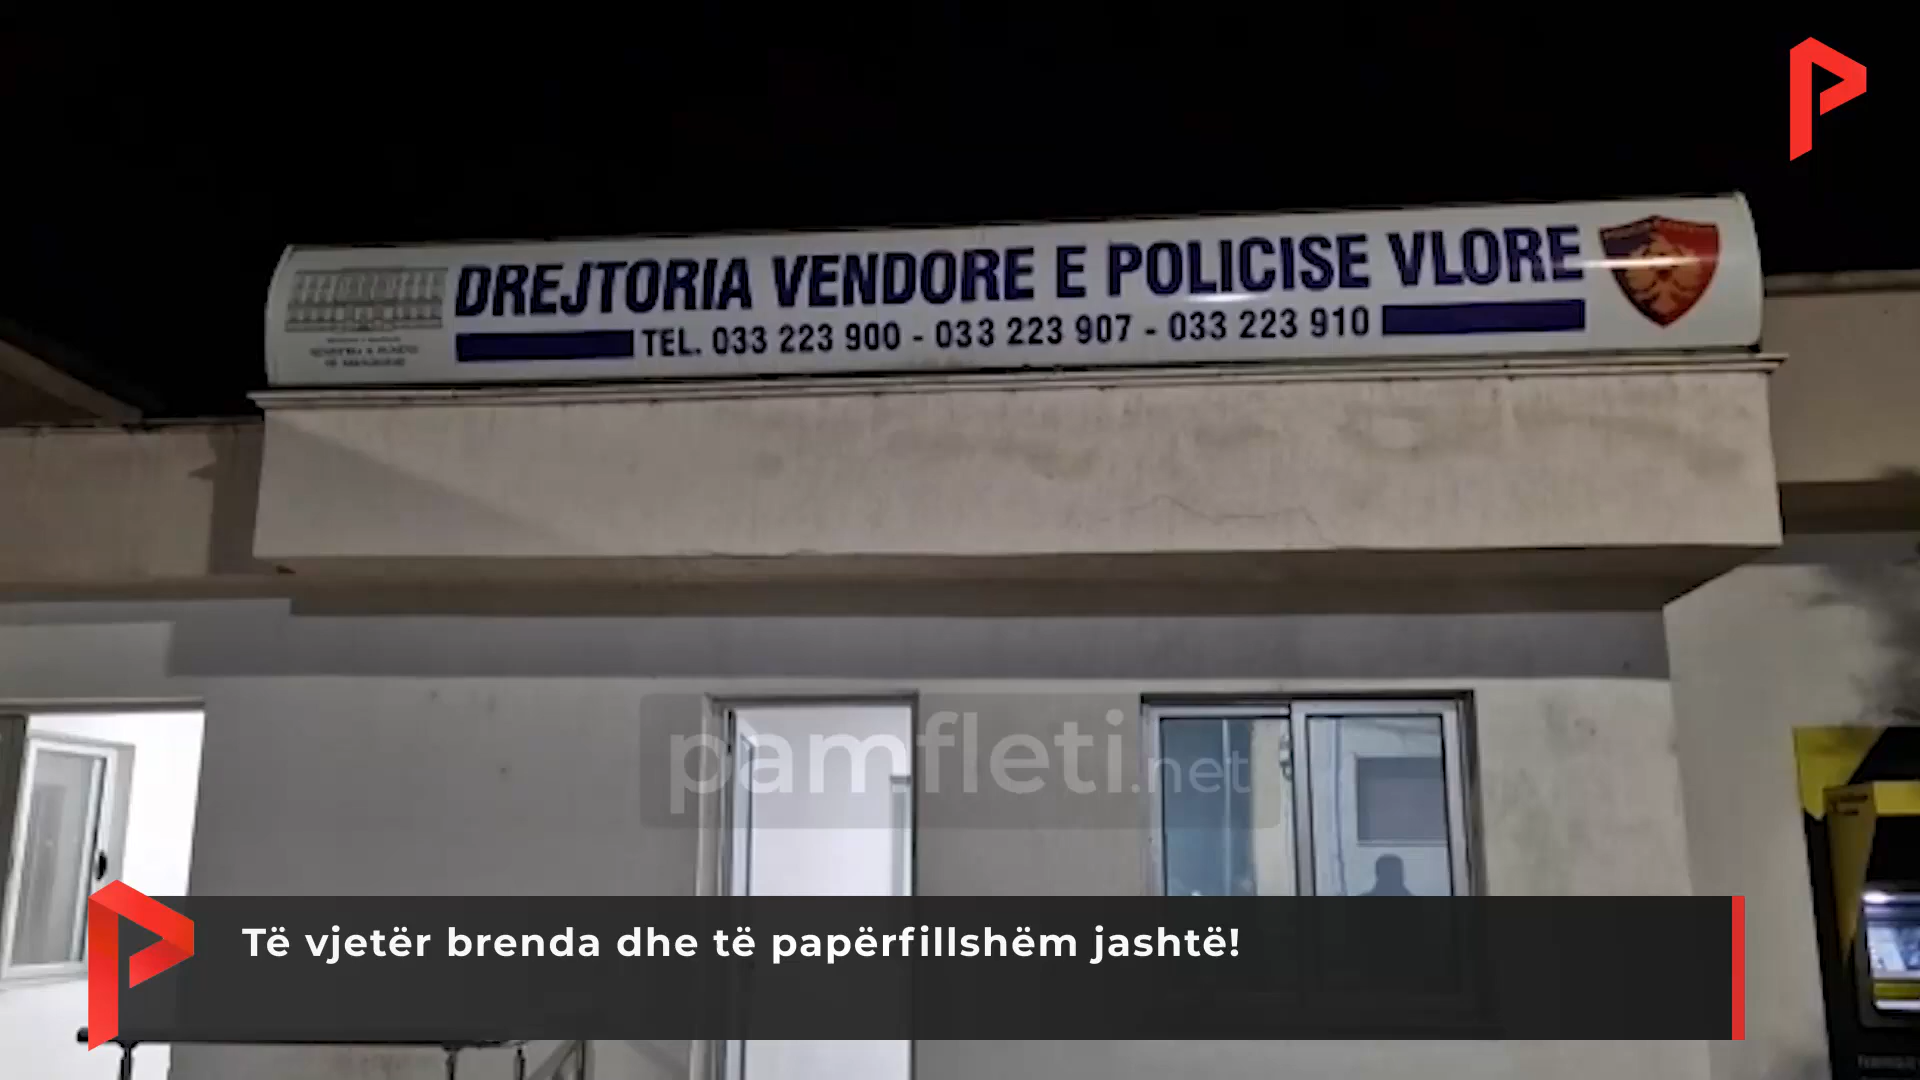 DREJTORIA VENDORE E POLICISE VLORE
TEL. 033 223 900 - 033 223 907 - 033 223 910
pamfleti.net
Të vjetër brenda dhe të papërfillshëm jashtë!